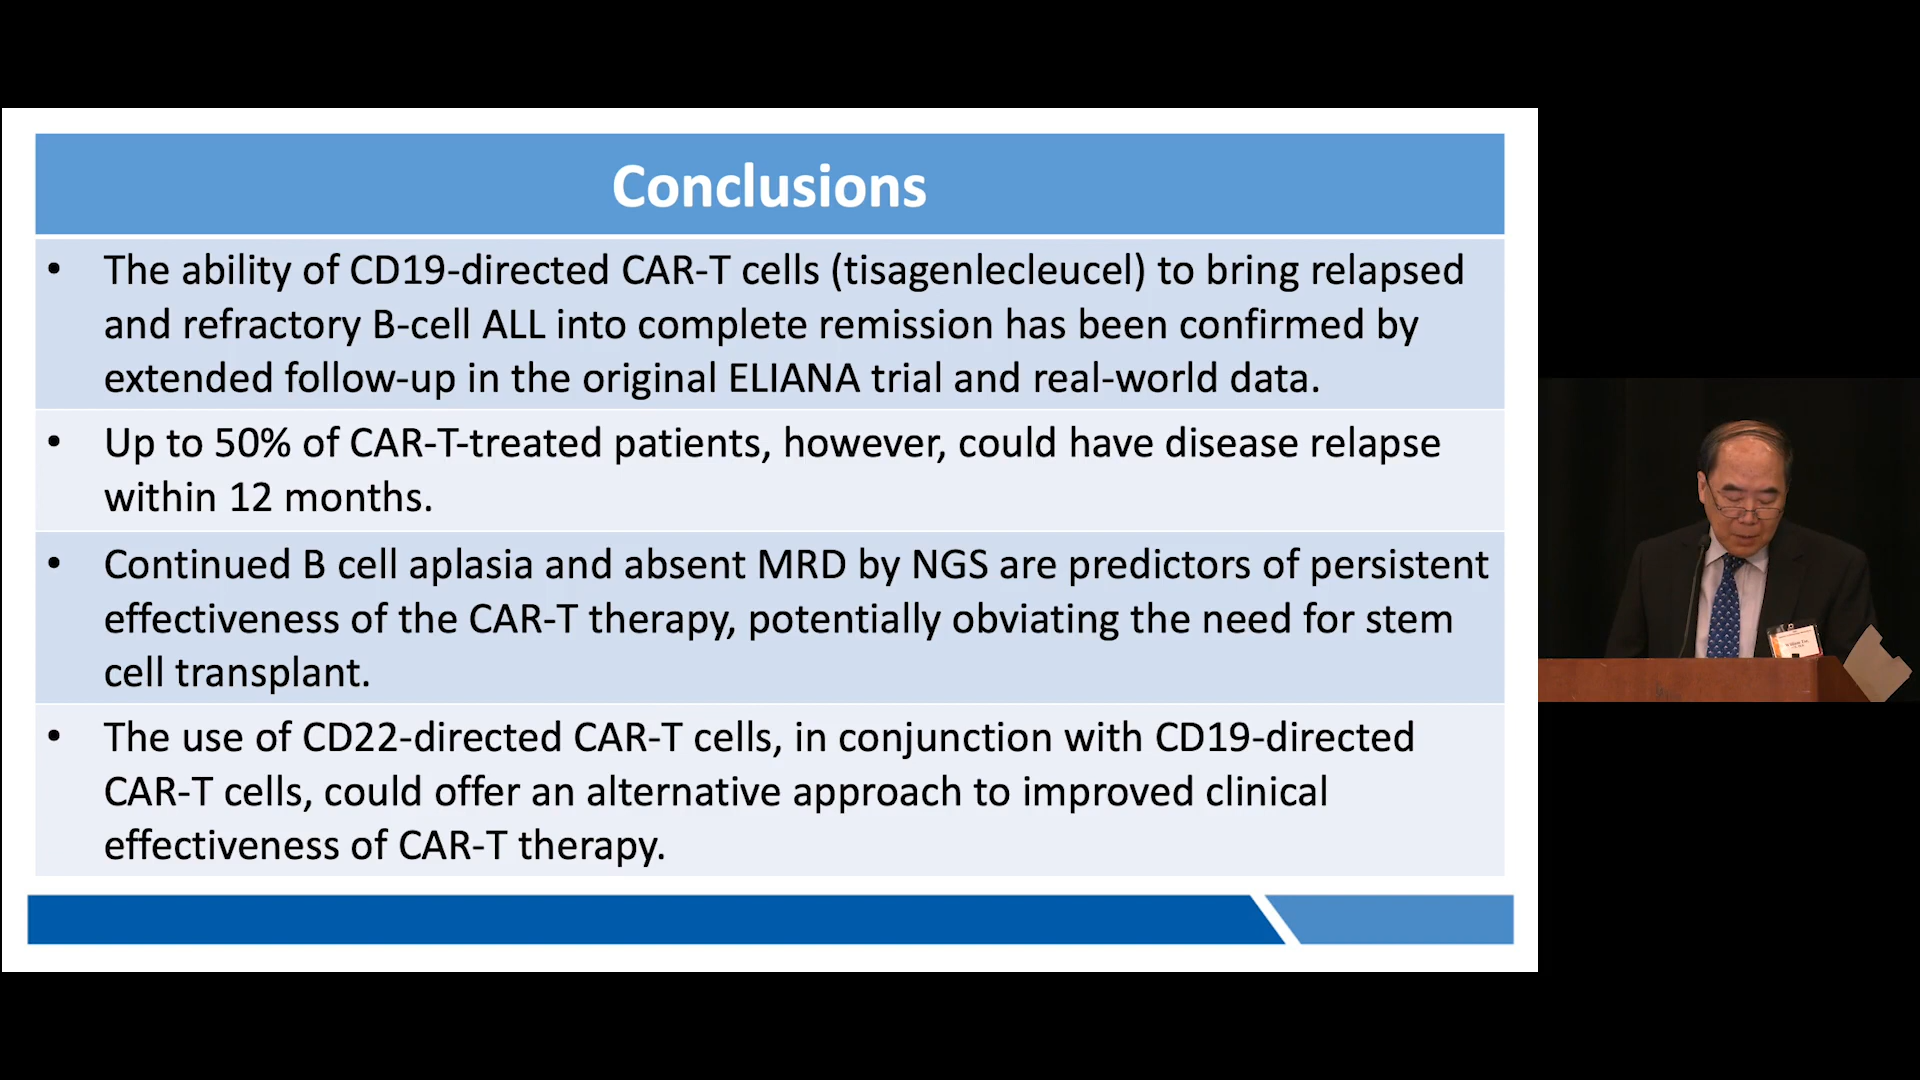 Conclusions
• The ability of CD19-directed CAR-T cells (tisagenlecleucel) to bring relapsed
and refractory B-cell ALL into complete remission has been confirmed by
extended follow-up in the original ELIANA trial and real-world data.
• Up to 50% of CAR-T-treated patients, however, could have disease relapse
within 12 months.
• Continued B cell aplasia and absent MRD by NGS are predictors of persistent
effectiveness of the CAR-T therapy, potentially obviating the need for stem
cell transplant.
• The use of CD22-directed CAR-T cells, in conjunction with CD19-directed
CAR-T cells, could offer an alternative approach to improved clinical
effectiveness of CAR-T therapy.